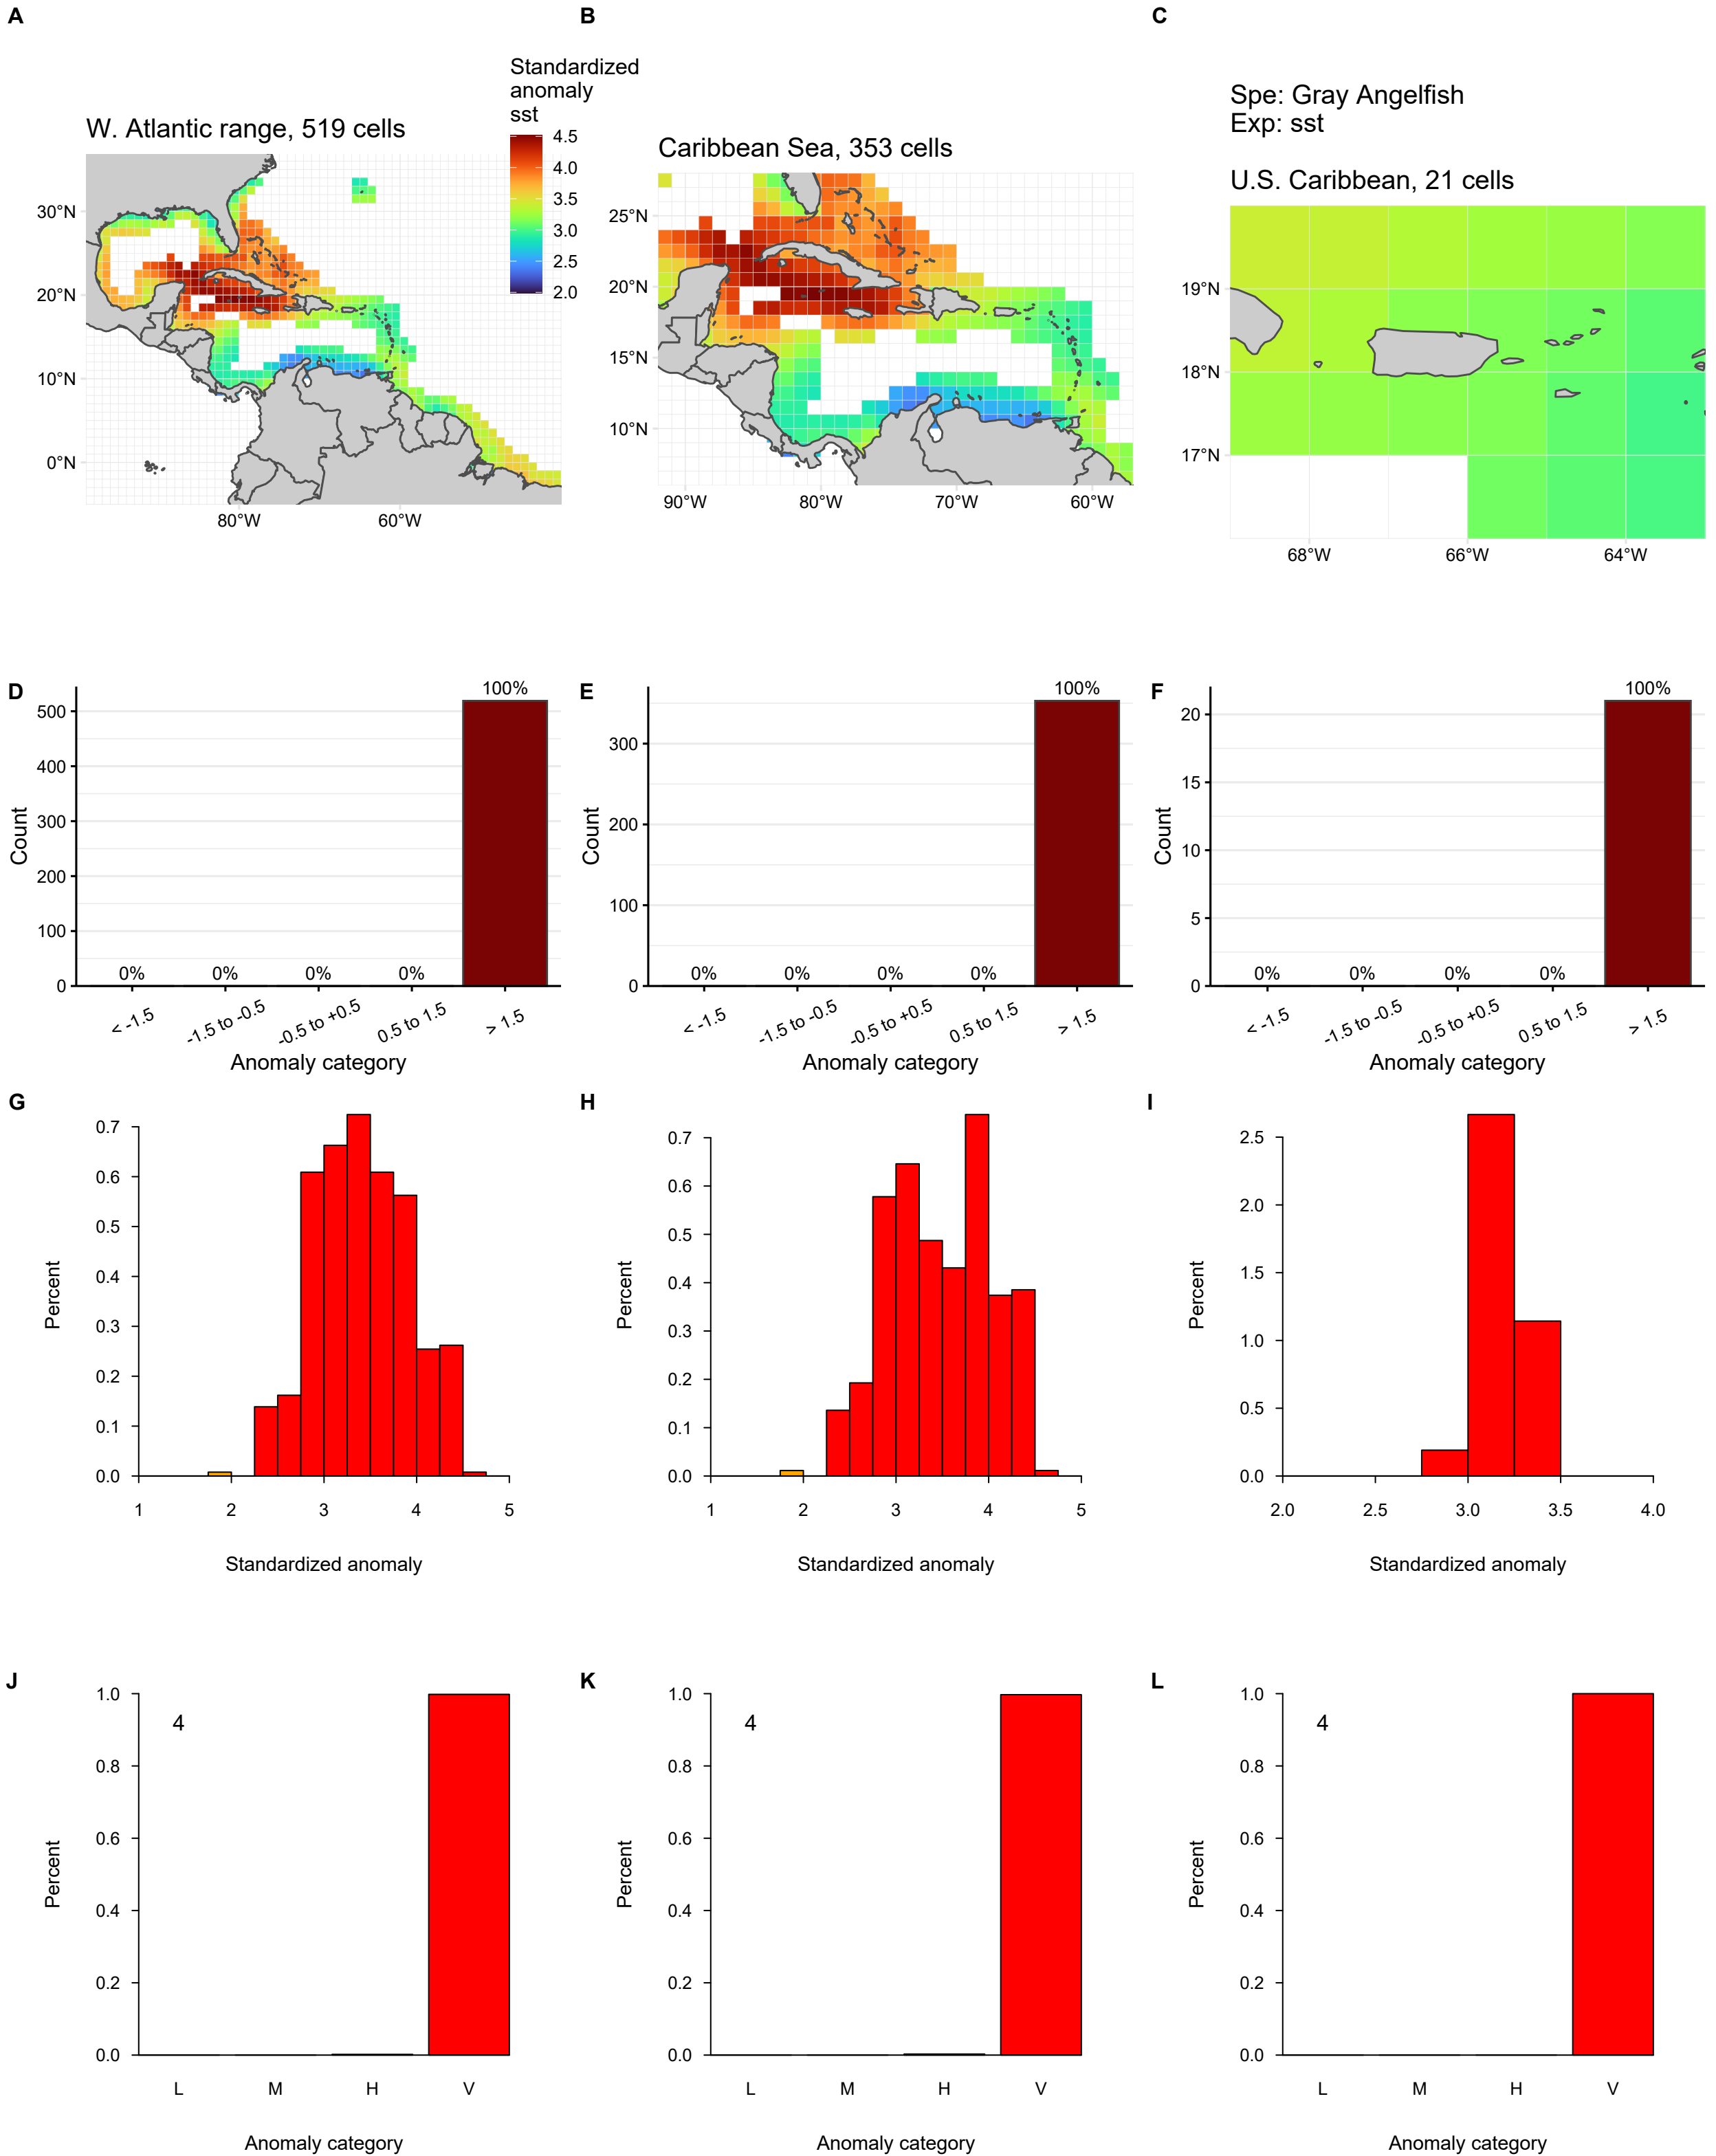 A
B
C
Standardized
anomaly
sst
4.5
4.0
3.5
3.0
2.5
2.0
W. Atlantic range, 519 cells
30°N
20°N
10°N
0°N
80°W
60°W
Caribbean Sea, 353 cells
25°N
20°N
15°N
10°N
90°W
80°W
70°W
60°W
Spe: Gray Angelfish
Exp: sst
U.S. Caribbean, 21 cells
19°N
18°N
17°N
68°W
66°W
64°W
D
Count
500
400
300
200
100
0
0%
0%
0%
0%
100%
< -1.5
-1.5 to -0.5
-0.5 to +0.5
0.5 to 1.5
> 1.5
Anomaly category
E
Count
300
200
100
0
0%
0%
0%
0%
100%
< -1.5
-1.5 to -0.5
-0.5 to +0.5
0.5 to 1.5
> 1.5
Anomaly category
F
Count
20
15
10
5
0
0%
0%
0%
0%
100%
< -1.5
-1.5 to -0.5
-0.5 to +0.5
0.5 to 1.5
> 1.5
Anomaly category
G
Percent
0.7
0.6
0.5
0.4
0.3
0.2
0.1
0.0
1
2
3
4
5
Standardized anomaly
H
Percent
0.7
0.6
0.5
0.4
0.3
0.2
0.1
0.0
1
2
3
4
5
Standardized anomaly
I
Percent
2.5
2.0
1.5
1.0
0.5
0.0
2.0
2.5
3.0
3.5
4.0
Standardized anomaly
J
Percent
1.0
0.8
0.6
0.4
0.2
0.0
4
L
M
H
V
Anomaly category
K
Percent
1.0
0.8
0.6
0.4
0.2
0.0
4
L
M
H
V
Anomaly category
L
Percent
1.0
0.8
0.6
0.4
0.2
0.0
4
L
M
H
V
Anomaly category